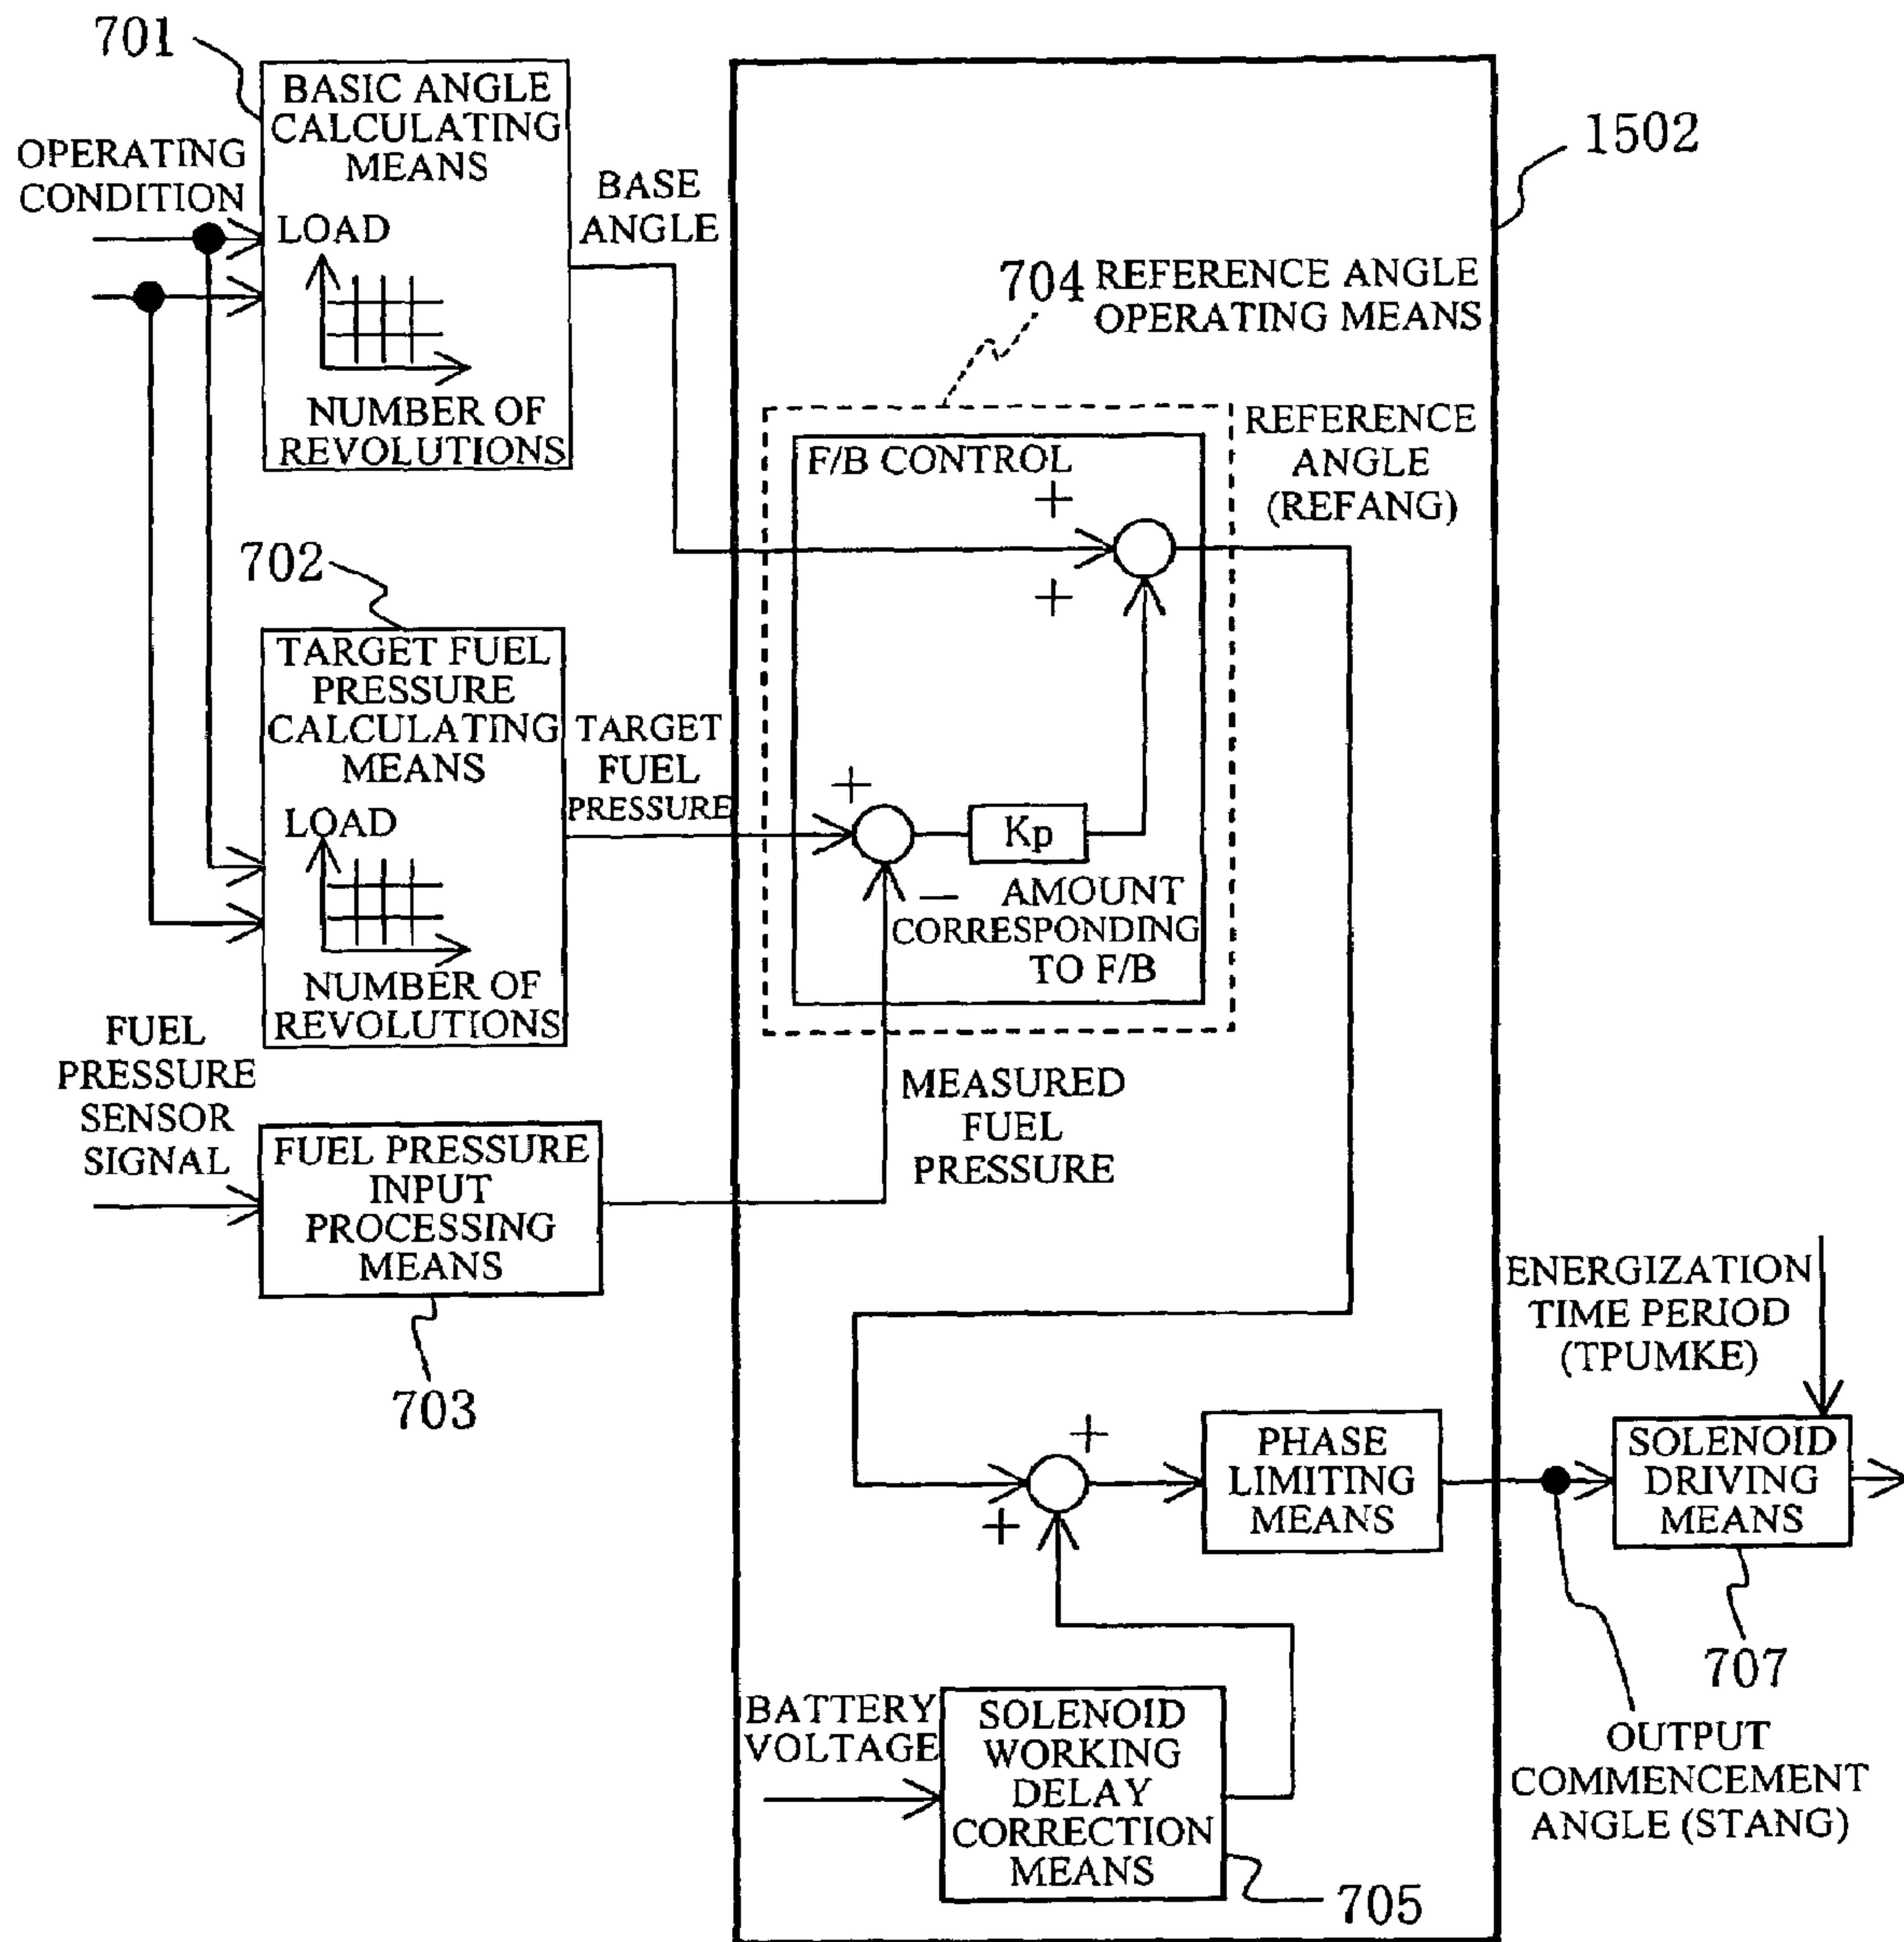 701
BASIC ANGLE
CALCULATING
MEANS
LOAD
NUMBER OF
REVOLUTIONS
OPERATING
CONDITION
BASE
ANGLE
1502
704 REFERENCE ANGLE
OPERATING MEANS
F/B CONTROL
+
+
REFERENCE
ANGLE
(REFANG)
702
TARGET FUEL
PRESSURE
CALCULATING
MEANS
LOAD
NUMBER OF
REVOLUTIONS
TARGET
FUEL
PRESSURE
+
Kp
− AMOUNT
CORRESPONDING
TO F/B
FUEL
PRESSURE
SENSOR
SIGNAL
FUEL PRESSURE
INPUT
PROCESSING
MEANS
703
MEASURED
FUEL
PRESSURE
+
+
PHASE
LIMITING
MEANS
ENERGIZATION
TIME PERIOD
(TPUMKE)
SOLENOID
DRIVING
MEANS
707
BATTERY
VOLTAGE
SOLENOID
WORKING
DELAY
CORRECTION
MEANS
705
OUTPUT
COMMENCEMENT
ANGLE (STANG)